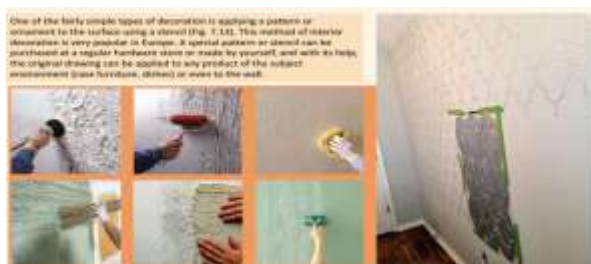 One of the fairly simple types of decoration is applying a pattern or
ornament to the surface using a stencil (Fig. 7.13). This method of interior
decoration is very popular in Europe. A special pattern or stencil can be
purchased at a regular hardware store or made by yourself, and with its help,
the original drawing can be applied to any product of the subject
environment (case furniture, dishes) or even to the wall.